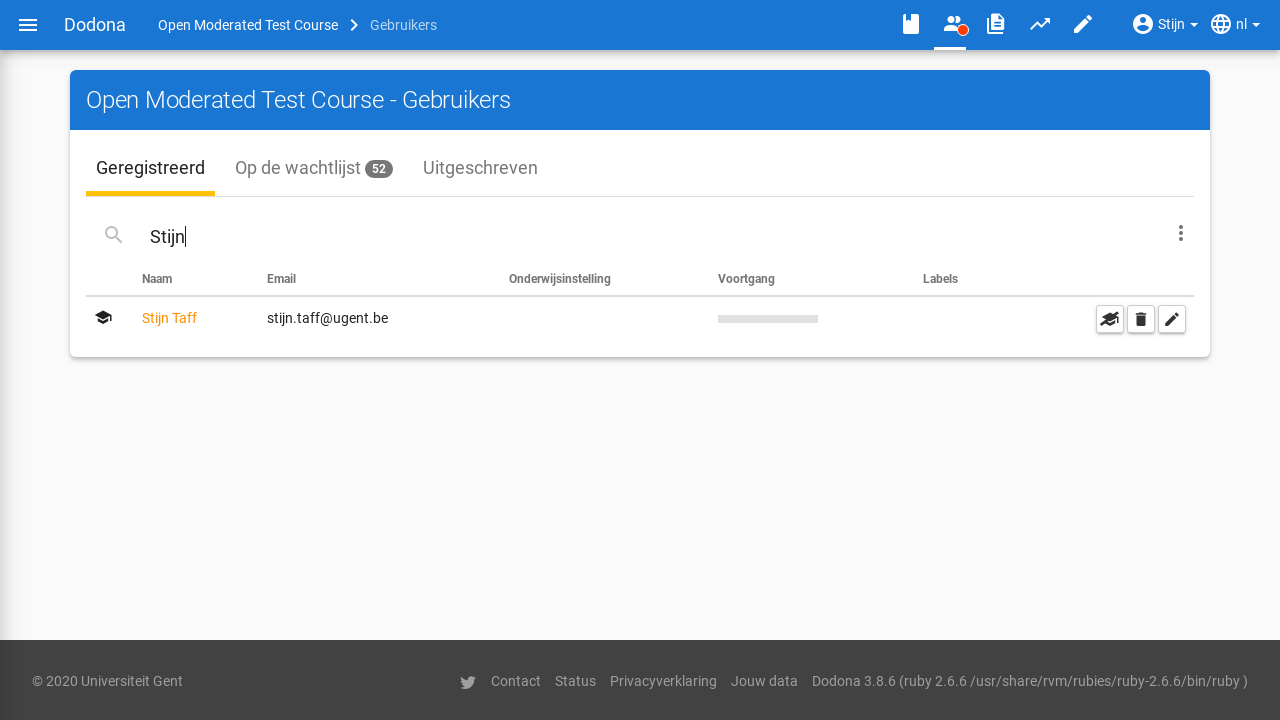 Dodona Open Moderated Test Course Gebruikers Stijn nl
Open Moderated Test Course - Gebruikers
Geregistreerd Op de wachtlijst 52 Uitgeschreven
Stijn
Naam Email Onderwijsinstelling Voortgang Labels
Stijn Taff stijn.taff@ugent.be
© 2020 Universiteit Gent Contact Status Privacyverklaring Jouw data Dodona 3.8.6 (ruby 2.6.6 /usr/share/rvm/rubies/ruby-2.6.6/bin/ruby )